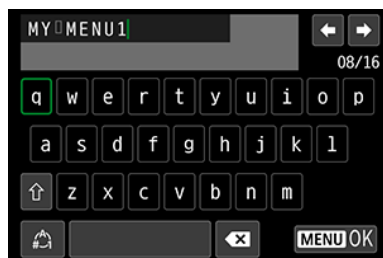 MY▯MENU1
08/16
q w e r t y u i o p
a s d f g h j k l
z x c v b n m
MENU OK